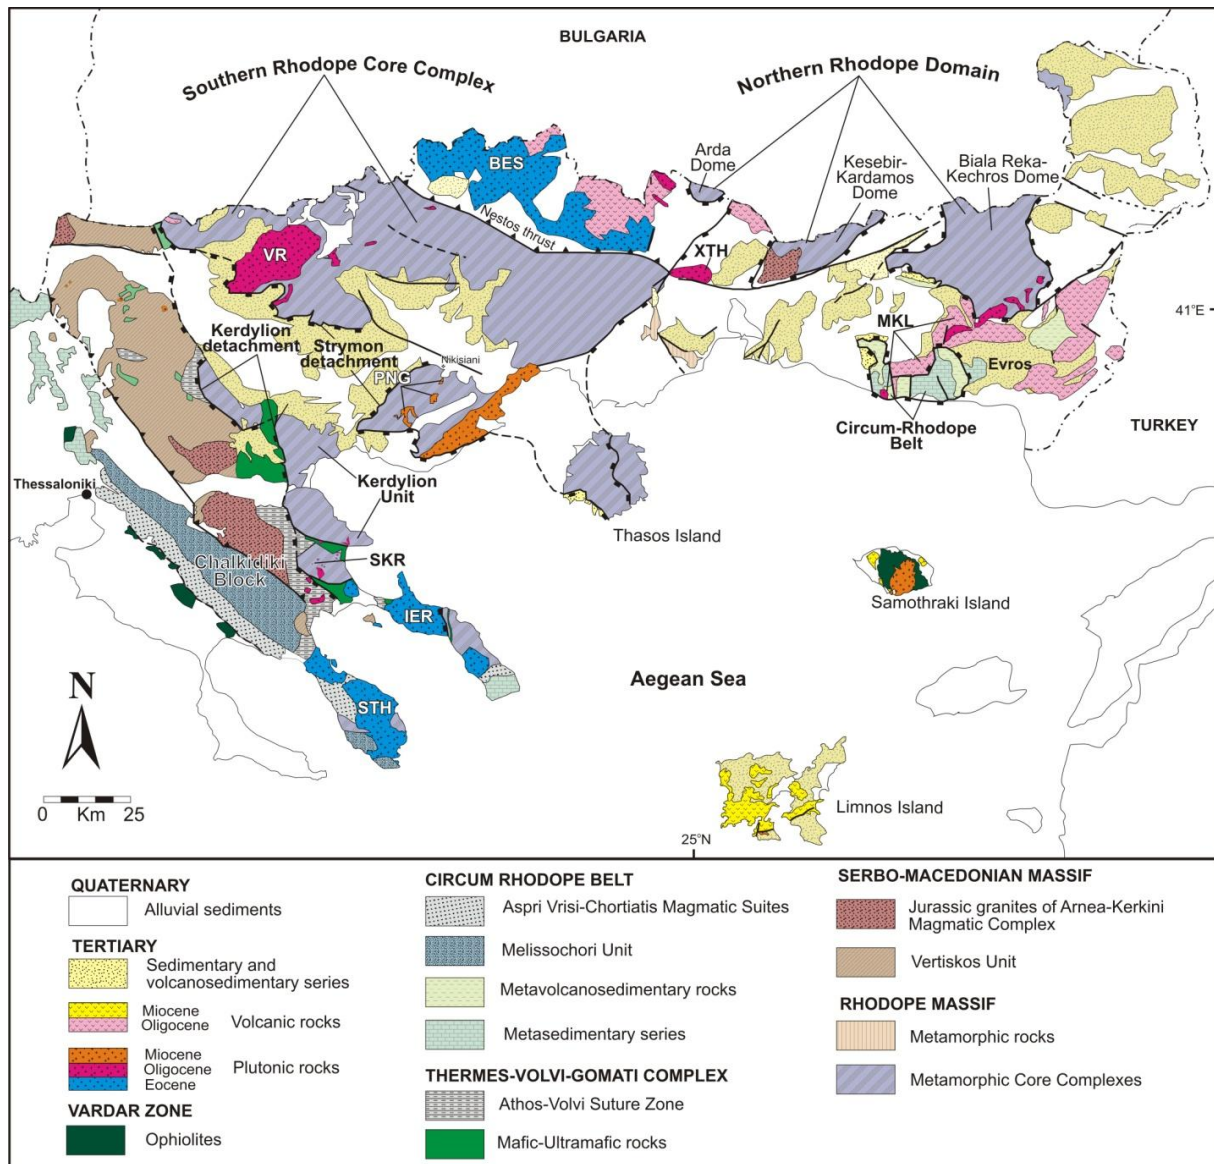 BULGARIA
Southern Rhodope Core Complex
Northern Rhodope Domain
BES
Arda
Dome
Kesebir-
Kardamos
Dome
Biala Reka-
Kechros Dome
Nestos thrust
VR
XTH
41°E
Kerdylion
detachment
Strymon
detachment
Nikisiani
PNG
MKL
Evros
Circum-Rhodope
Belt
TURKEY
Thessaloniki
Kerdylion
Unit
Thasos Island
Chalkidiki
Block
SKR
IER
Samothraki Island
STH
Aegean Sea
N
0 Km 25
Limnos Island
25°N
QUATERNARY
Alluvial sediments
TERTIARY
Sedimentary and
volcanosedimentary series
Miocene
Oligocene
Volcanic rocks
Miocene
Oligocene
Eocene
Plutonic rocks
VARDAR ZONE
Ophiolites
CIRCUM RHODOPE BELT
Aspri Vrisi-Chortiatis Magmatic Suites
Melissochori Unit
Metavolcanosedimentary rocks
Metasedimentary series
THERMES-VOLVI-GOMATI COMPLEX
Athos-Volvi Suture Zone
Mafic-Ultramafic rocks
SERBO-MACEDONIAN MASSIF
Jurassic granites of Arnea-Kerkini
Magmatic Complex
Vertiskos Unit
RHODOPE MASSIF
Metamorphic rocks
Metamorphic Core Complexes